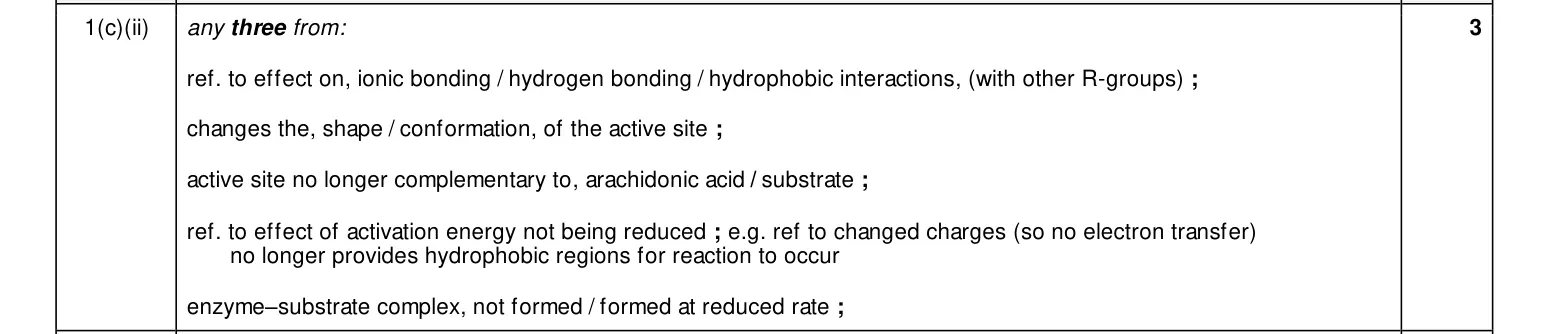 1(c)(ii) any three from: 3
ref. to effect on, ionic bonding / hydrogen bonding / hydrophobic interactions, (with other R-groups) ;
changes the, shape / conformation, of the active site ;
active site no longer complementary to, arachidonic acid / substrate ;
ref. to effect of activation energy not being reduced ; e.g. ref to changed charges (so no electron transfer)
no longer provides hydrophobic regions for reaction to occur
enzyme–substrate complex, not formed / formed at reduced rate ;